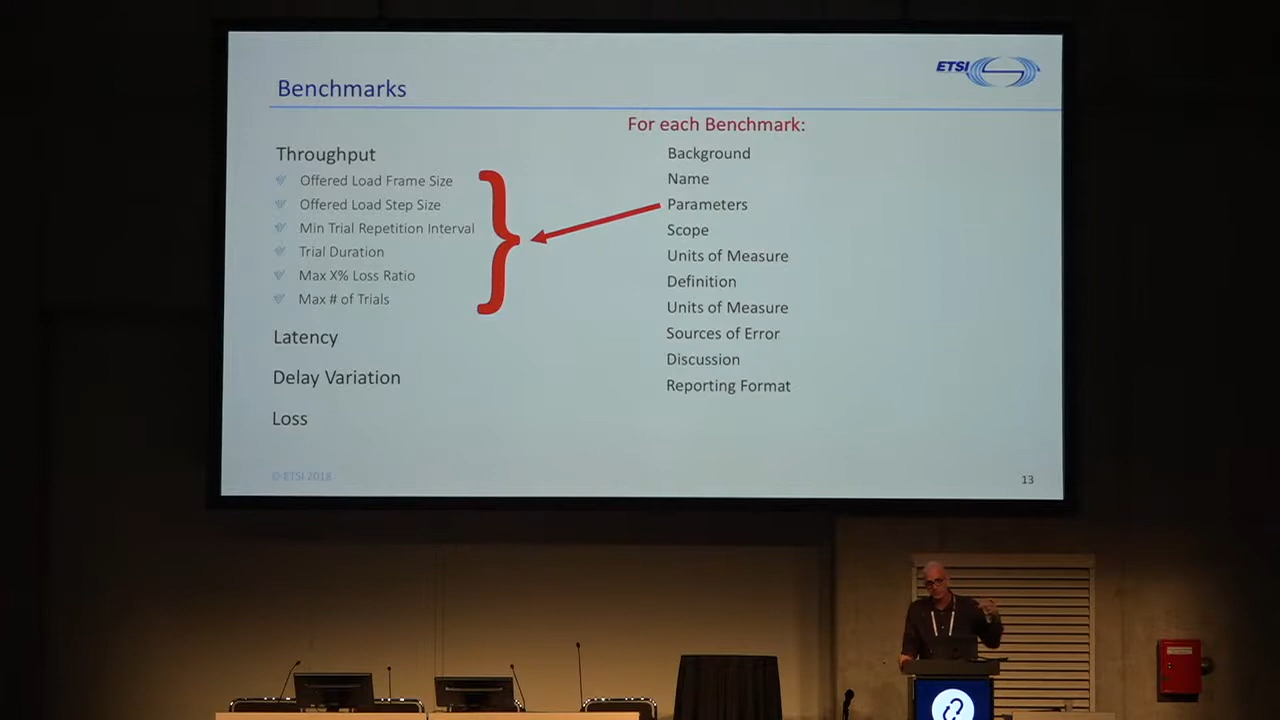 ETSI
Benchmarks
Throughput
Offered Load Frame Size
Offered Load Step Size
Min Trial Repetition Interval
Trial Duration
Max X% Loss Ratio
Max # of Trials
Latency
Delay Variation
Loss
For each Benchmark:
Background
Name
Parameters
Scope
Units of Measure
Definition
Units of Measure
Sources of Error
Discussion
Reporting Format
© ETSI 2018
13